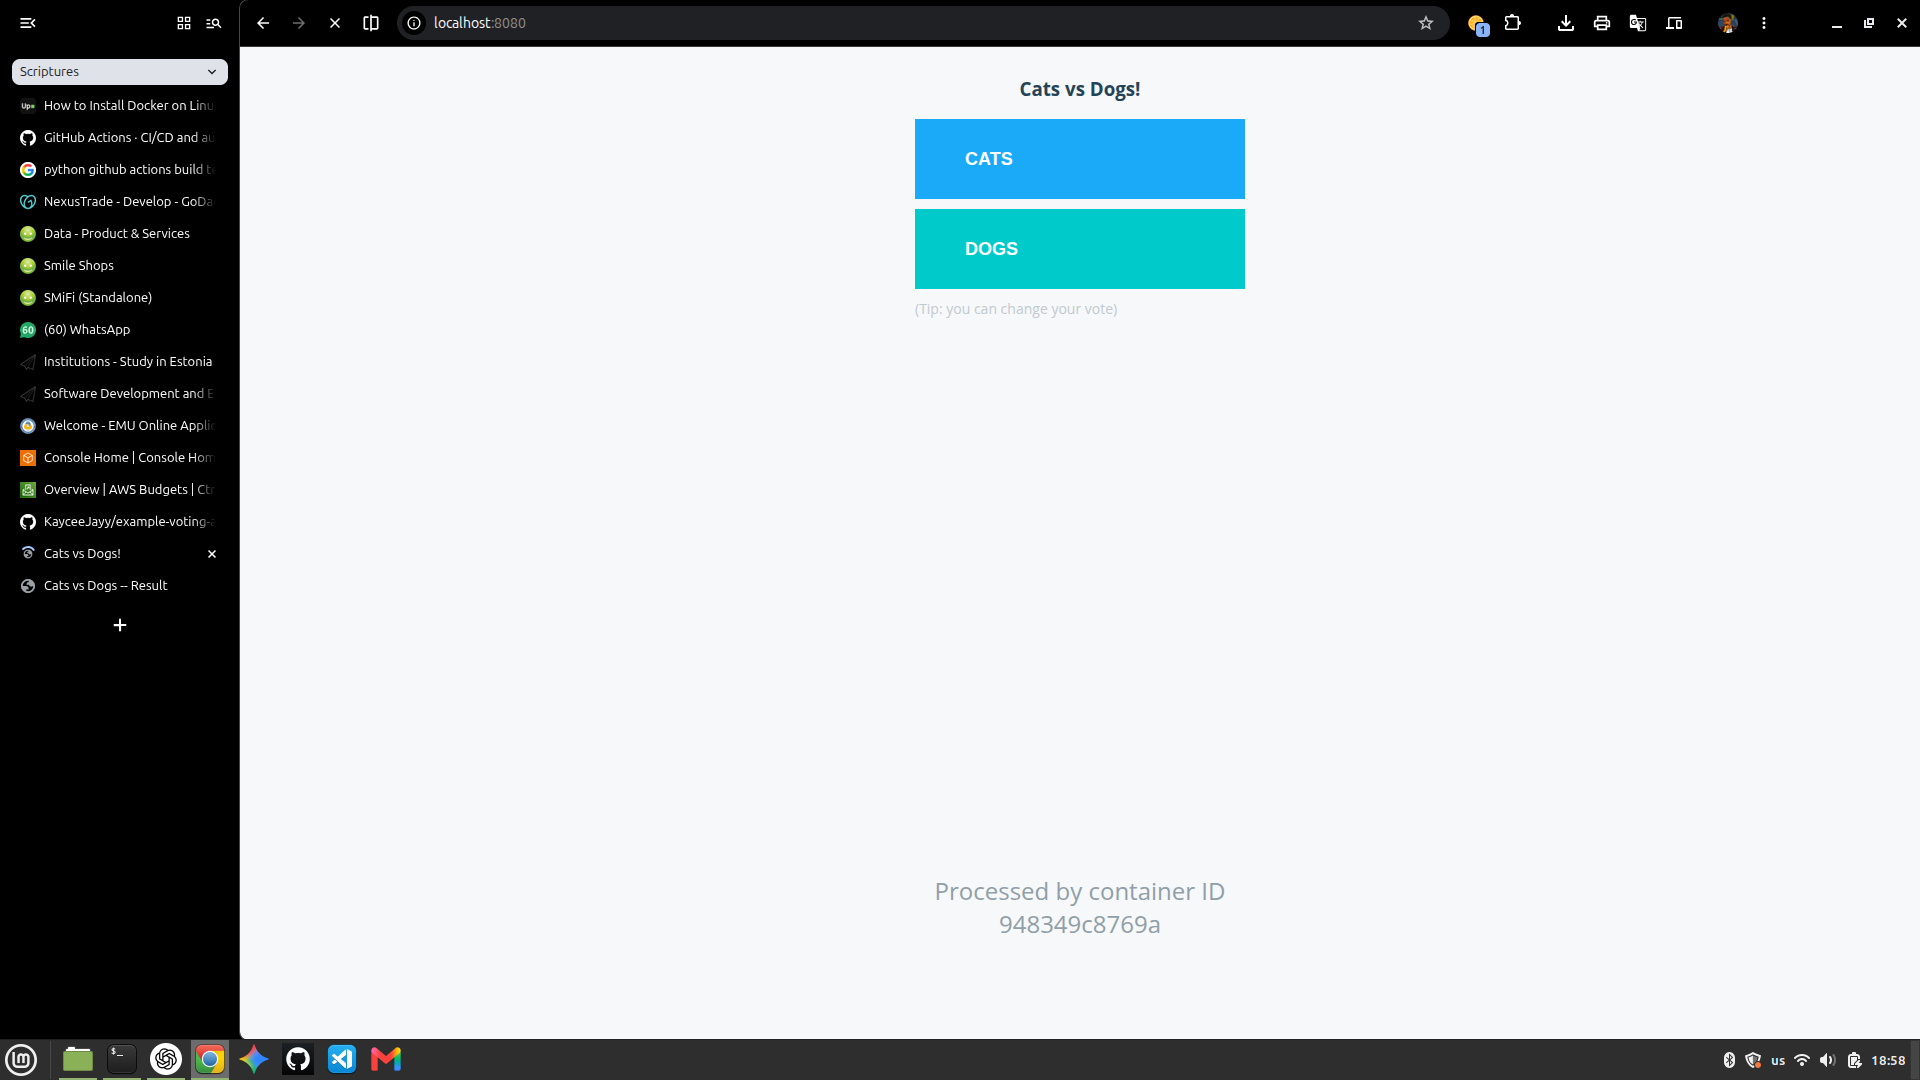 localhost:8080
1
Scriptures
How to Install Docker on Linu
GitHub Actions · CI/CD and au
python github actions build te
NexusTrade - Develop - GoDa
Data - Product & Services
Smile Shops
SMiFi (Standalone)
(60) WhatsApp
Institutions - Study in Estonia
Software Development and E
Welcome - EMU Online Applic
Console Home | Console Hom
Overview | AWS Budgets | Ctr
KayceeJayy/example-voting-a
Cats vs Dogs!
Cats vs Dogs -- Result
Cats vs Dogs!
CATS
DOGS
(Tip: you can change your vote)
Processed by container ID
948349c8769a
us
18:58